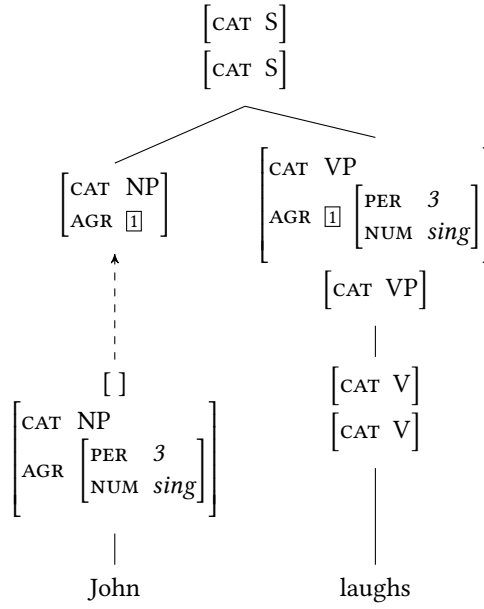 [CAT S]
[CAT S]
[CAT NP
AGR 1]
[CAT VP
AGR 1 [PER 3
NUM sing]]
[CAT VP]
[ ]
[CAT NP
AGR [PER 3
NUM sing]]
[CAT V]
[CAT V]
John
laughs